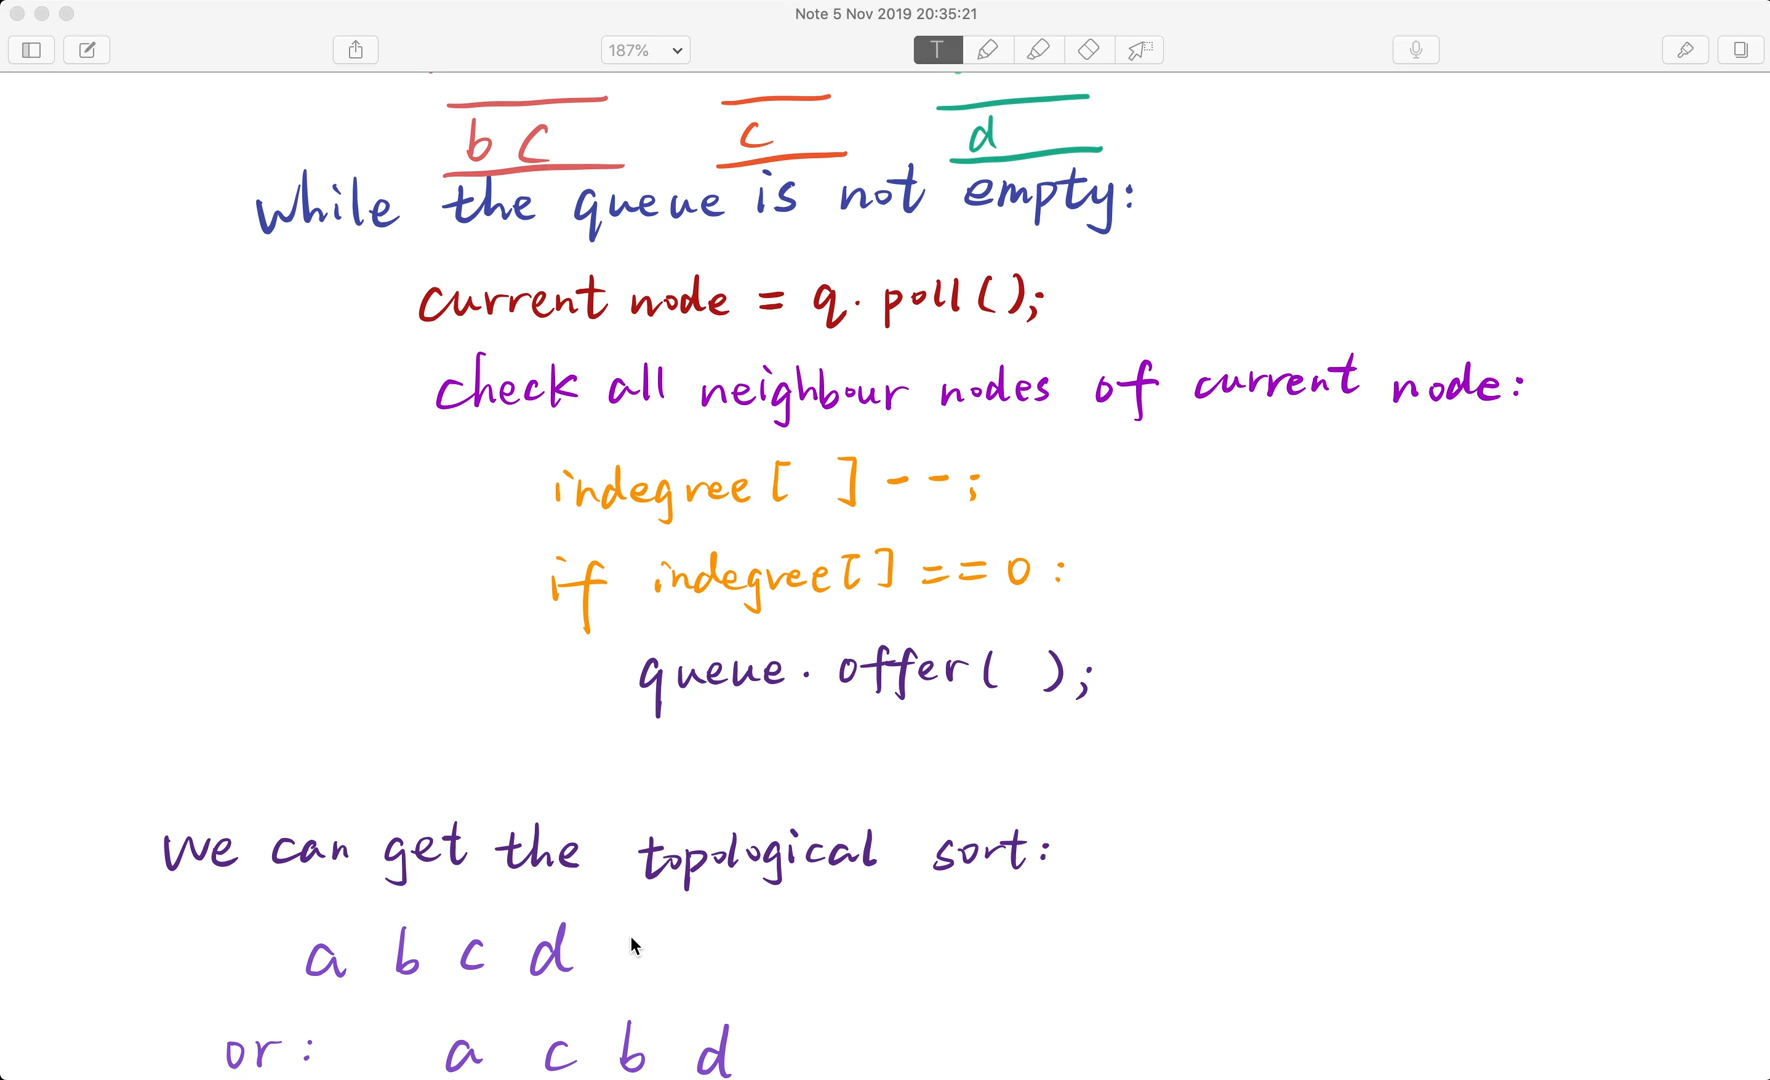 Note 5 Nov 2019 20:35:21
187%
T
b c c d
while the queue is not empty:
current node = q.poll();
check all neighbour nodes of current node:
indegree[ ]--;
if indegree[] == 0:
queue.offer( );
we can get the topological sort:
a b c d
or: a c b d